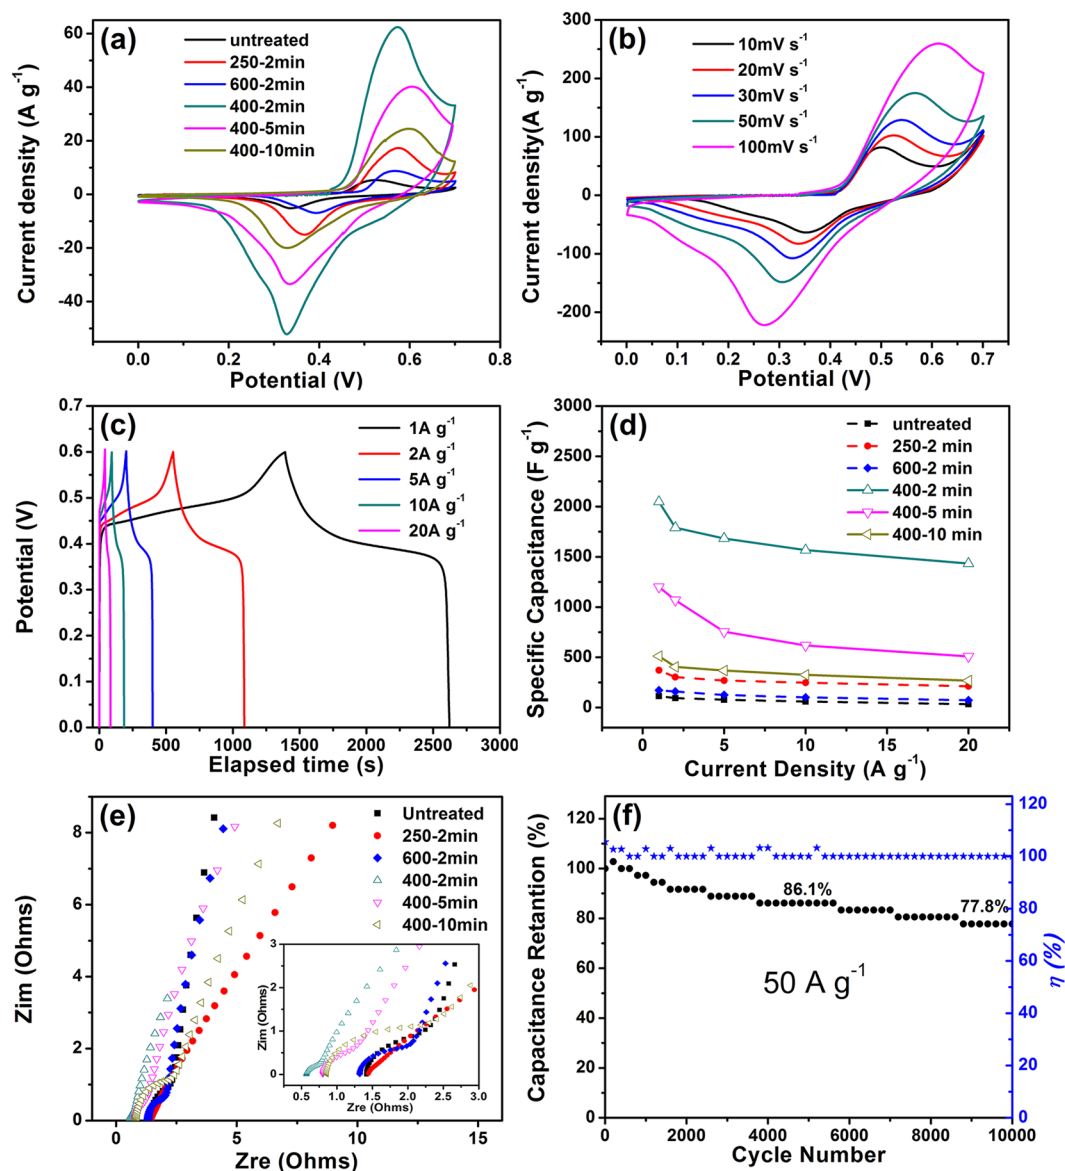 (a)
untreated
250-2min
600-2min
400-2min
400-5min
400-10min
60
40
20
0
-20
-40
0.0
0.2
0.4
0.6
0.8
Current density (A g⁻¹)
Potential (V)
(b)
10mV s⁻¹
20mV s⁻¹
30mV s⁻¹
50mV s⁻¹
100mV s⁻¹
300
200
100
0
-100
-200
0.0
0.1
0.2
0.3
0.4
0.5
0.6
0.7
Current density(A g⁻¹)
Potential (V)
(c)
1A g⁻¹
2A g⁻¹
5A g⁻¹
10A g⁻¹
20A g⁻¹
0.7
0.6
0.5
0.4
0.3
0.2
0.1
0.0
0
500
1000
1500
2000
2500
3000
Potential (V)
Elapsed time (s)
(d)
untreated
250-2 min
600-2 min
400-2 min
400-5 min
400-10 min
3000
2500
2000
1500
1000
500
0
0
5
10
15
20
Specific Capacitance (F g⁻¹)
Current Density (A g⁻¹)
(e)
Untreated
250-2min
600-2min
400-2min
400-5min
400-10min
8
6
4
2
0
0
5
10
15
Zim (Ohms)
Zre (Ohms)
3
2
1
0
0.5
1.0
1.5
2.0
2.5
3.0
Zim (Ohms)
Zre (Ohms)
(f)
86.1%
77.8%
50 A g⁻¹
120
100
80
60
40
20
0
0
2000
4000
6000
8000
10000
120
100
80
60
40
20
0
Capacitance Retantion (%)
Cycle Number
η (%)